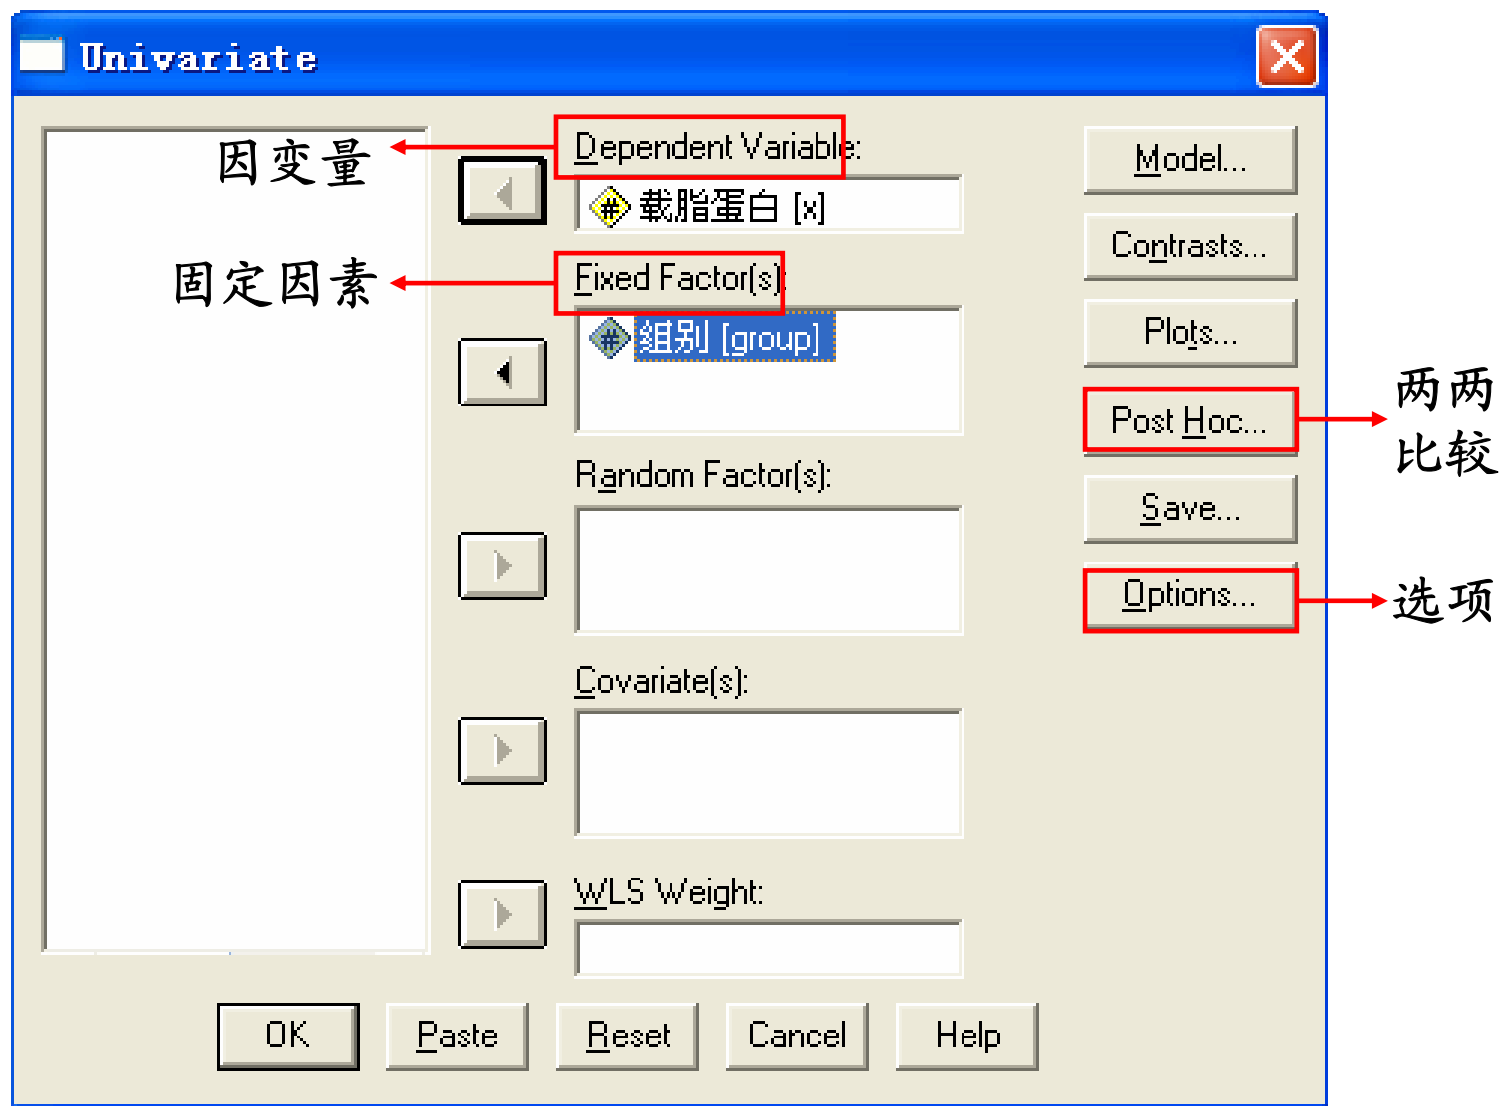 Univariate
因变量
Dependent Variable:
载脂蛋白 [x]
固定因素
Fixed Factor(s):
组别 [group]
Random Factor(s):
Covariate(s):
WLS Weight:
Model...
Contrasts...
Plots...
Post Hoc...
两两
比较
Save...
Options...
选项
OK
Paste
Reset
Cancel
Help